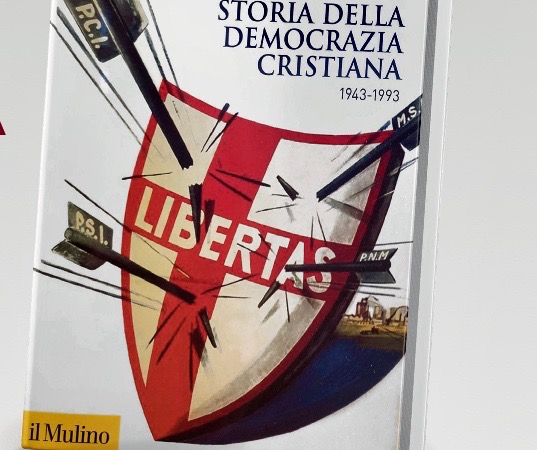 P.C.I.
STORIA DELLA
DEMOCRAZIA
CRISTIANA
1943-1993
M.S.
LIBERTAS
P.S.I.
P.N.M
il Mulino